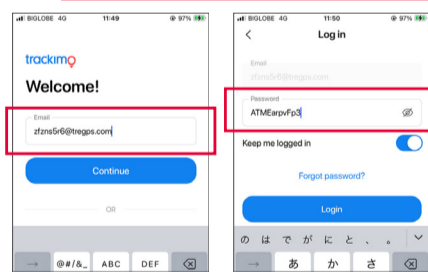 BIGLOBE 4G 11:49 97%
trackimo
Welcome!
Email
zfzns5r6@tregps.com
Continue
OR
→ @#/&_ ABC DEF
BIGLOBE 4G 11:50 97%
Log in
Email
zfzns5r6@tregps.com
Password
ATMEarpvFp3
Keep me logged in
Forgot password?
Login
の は で が に と 、 。
→ あ か さ